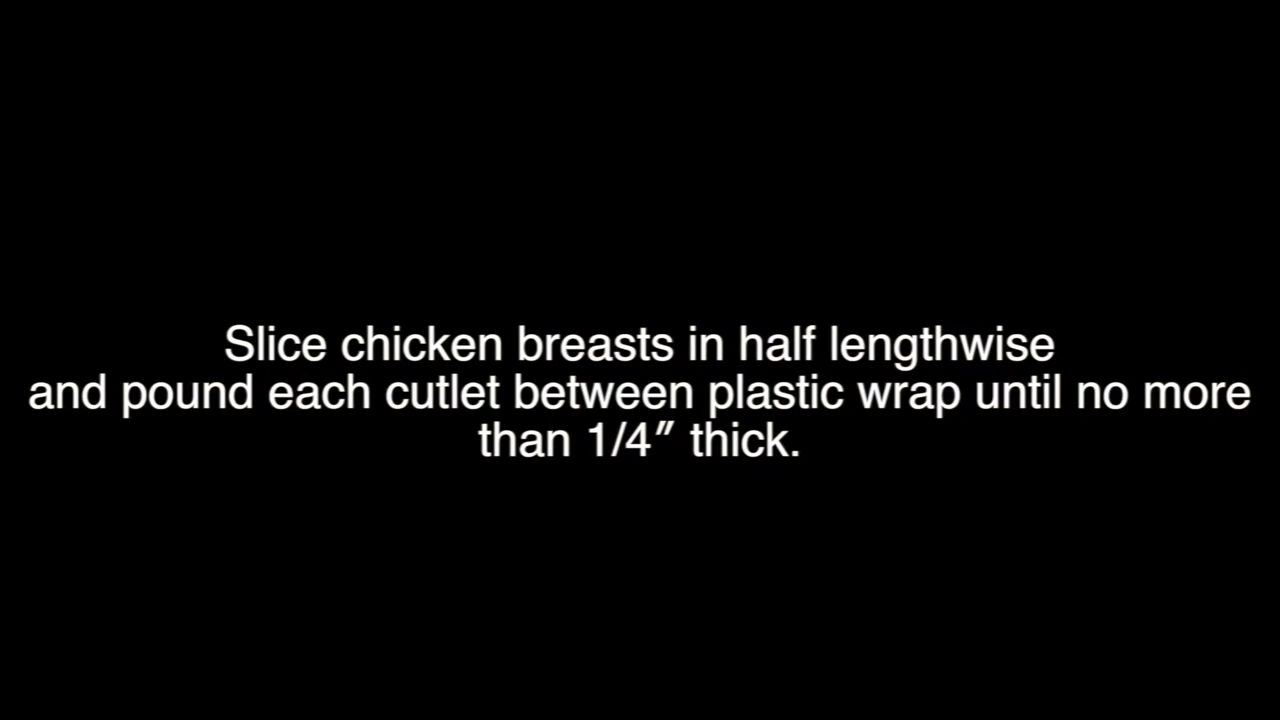 Slice chicken breasts in half lengthwise
and pound each cutlet between plastic wrap until no more
than 1/4″ thick.